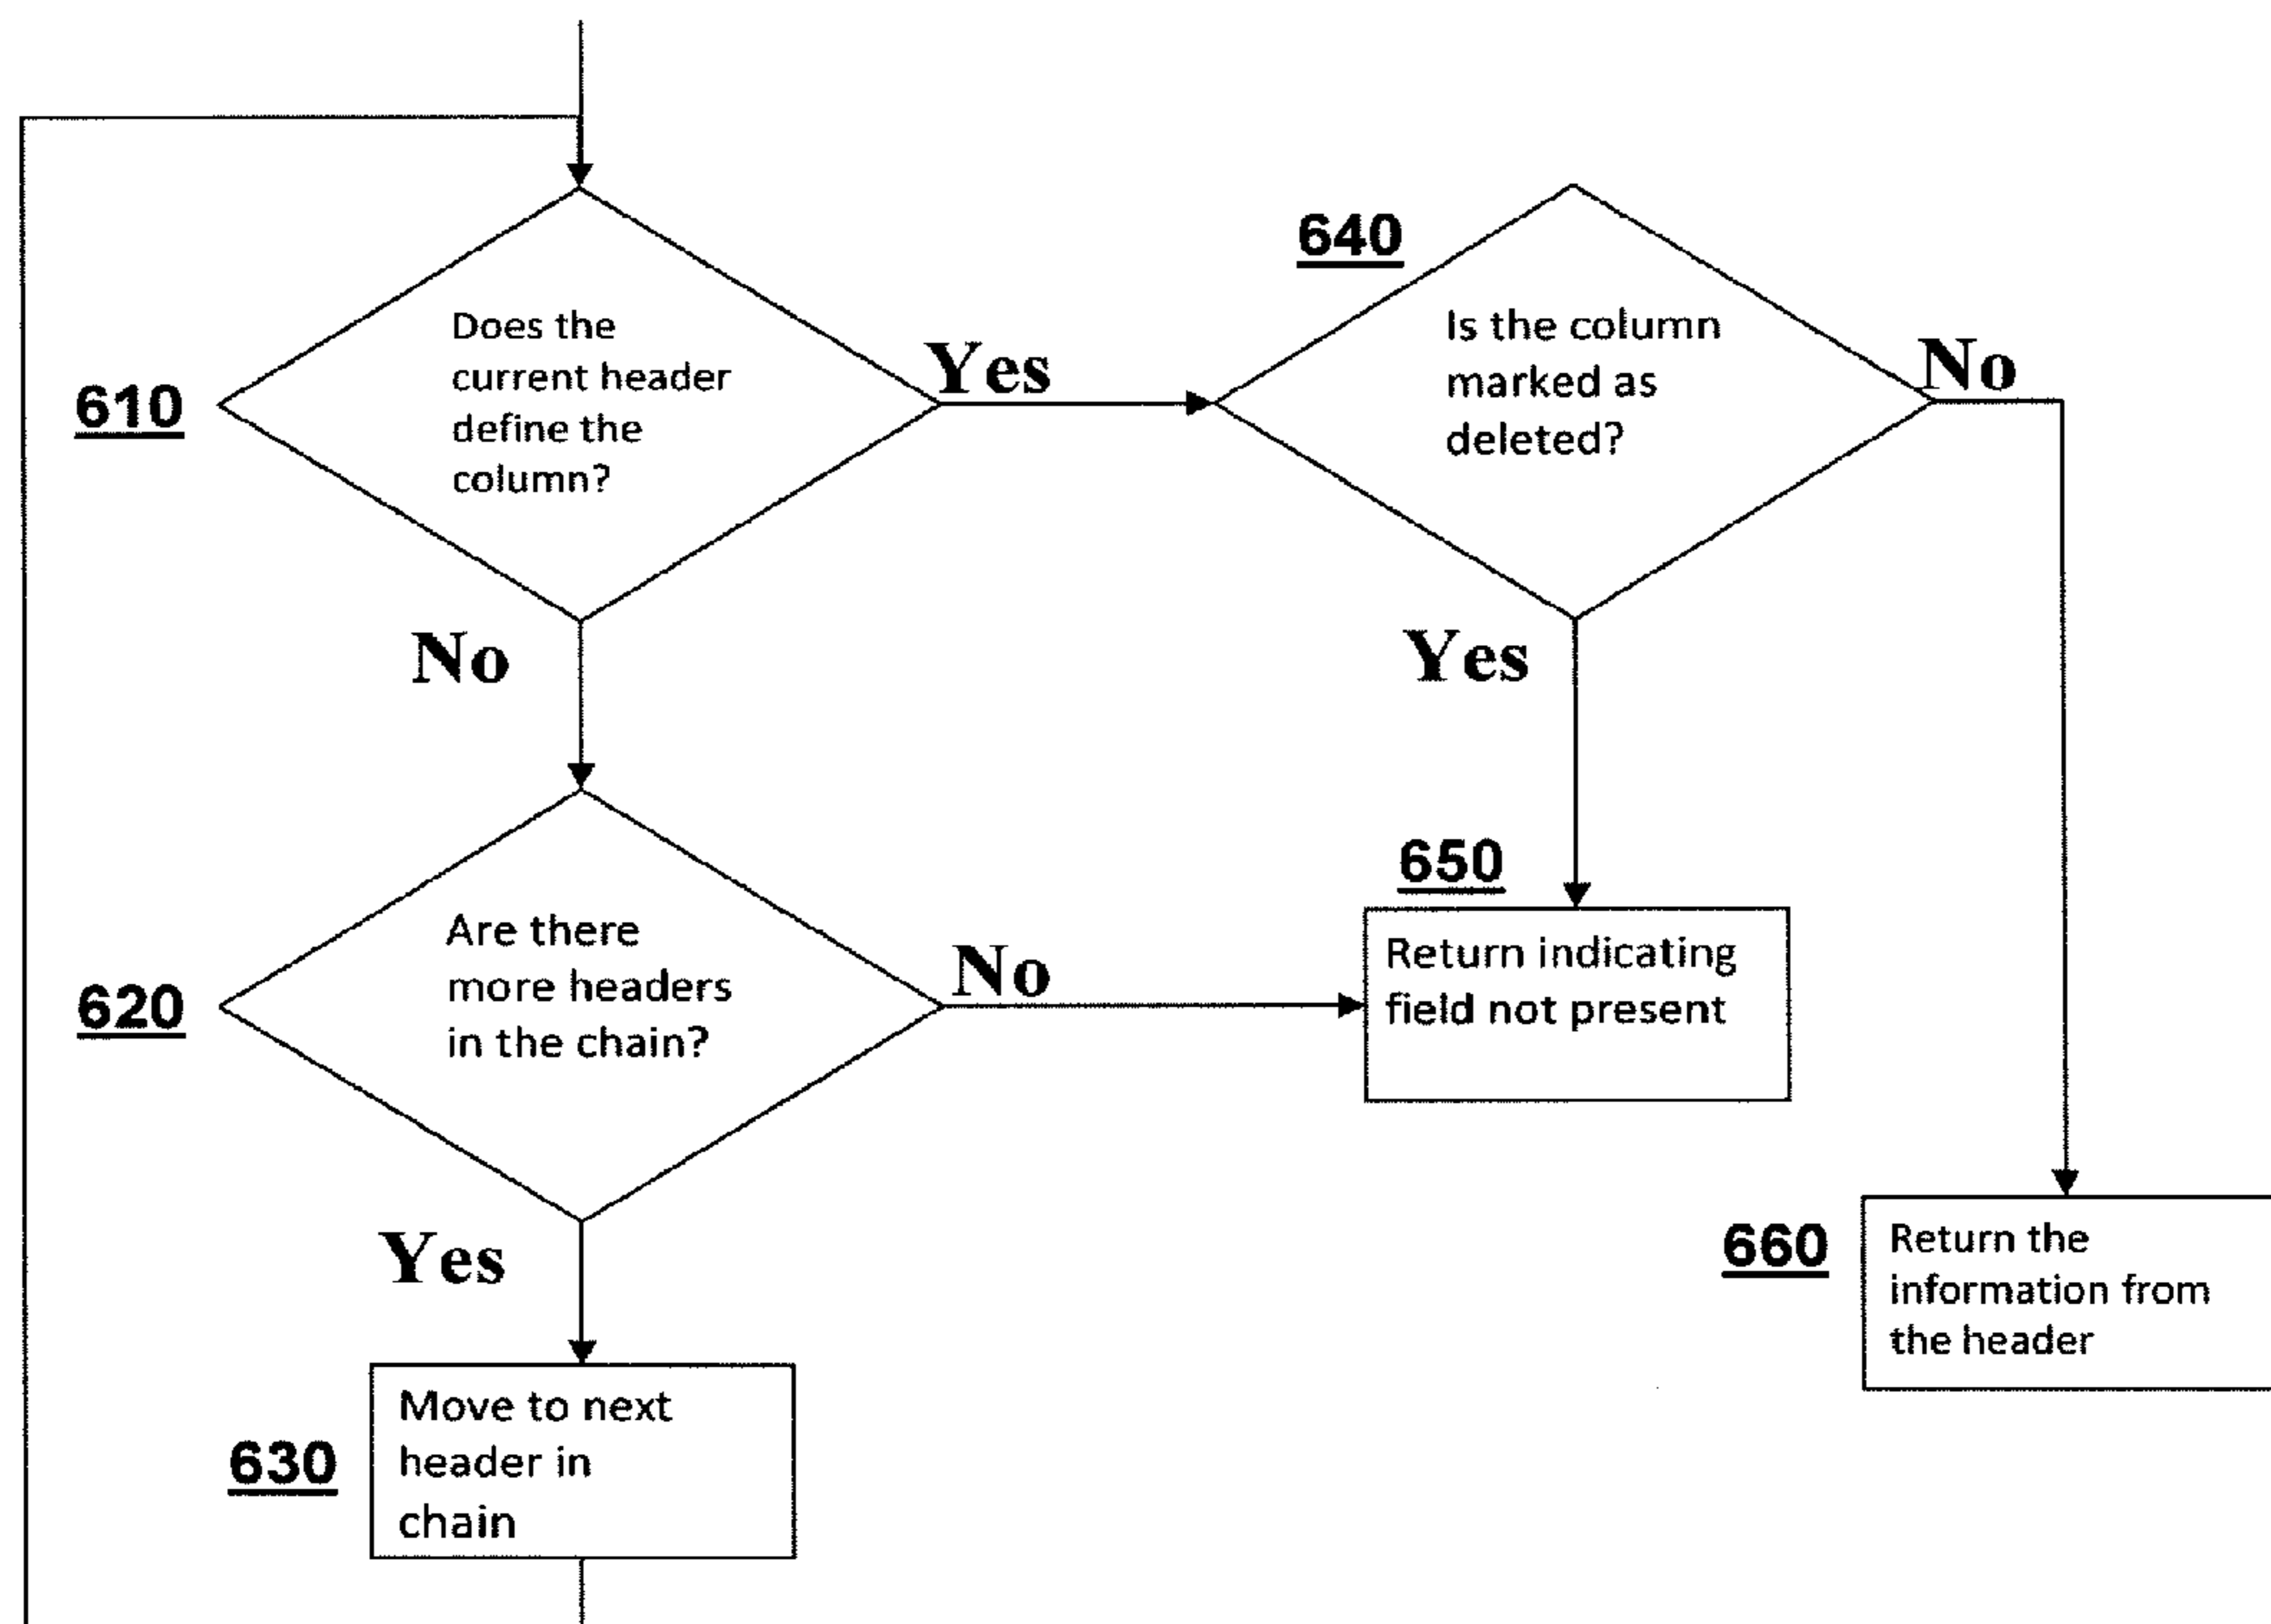 640
Does the
current header
define the
column?
610
Yes
Is the column
marked as
deleted?
No
No
Yes
650
Are there
more headers
in the chain?
620
No
Return indicating
field not present
Yes
660
Return the
information from
the header
Move to next
header in
chain
630